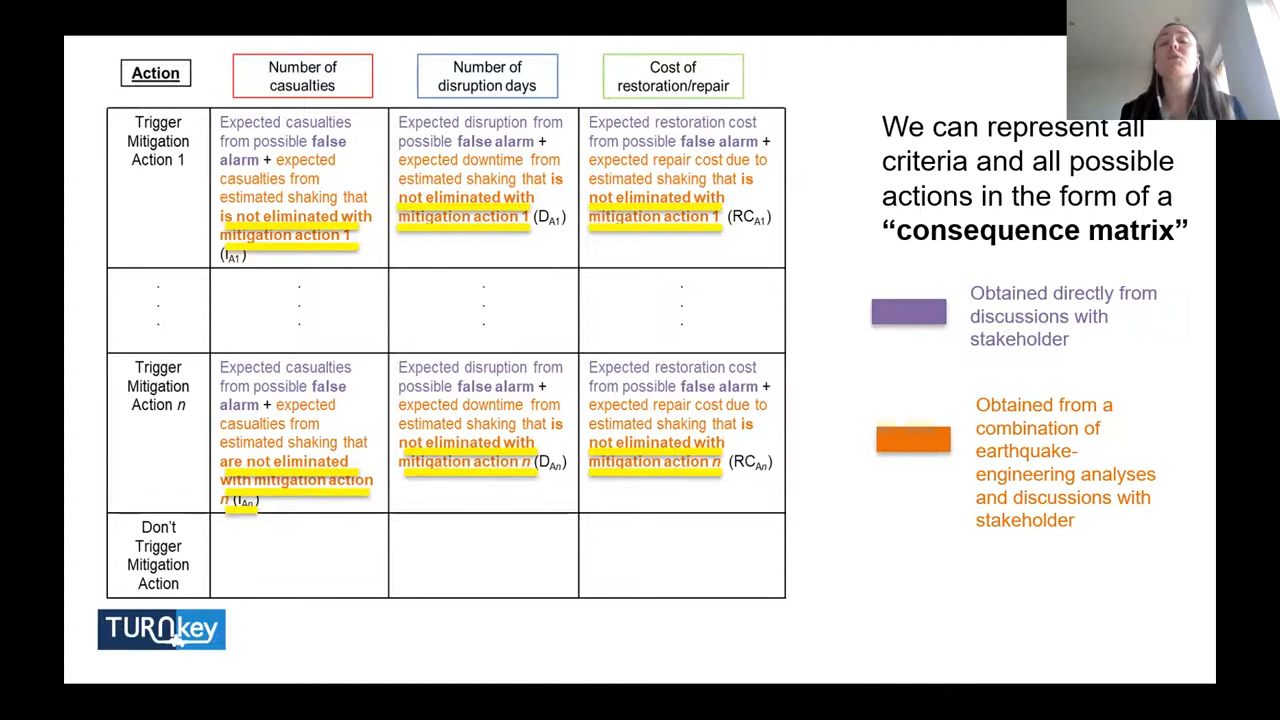 Action
Number of
casualties
Number of
disruption days
Cost of
restoration/repair
Trigger
Mitigation
Action 1
Expected casualties
from possible false
alarm + expected
casualties from
estimated shaking that
is not eliminated with
mitigation action 1
(IA1)
Expected disruption from
possible false alarm +
expected downtime from
estimated shaking that is
not eliminated with
mitigation action 1 (DA1)
Expected restoration cost
from possible false alarm +
expected repair cost due to
estimated shaking that is
not eliminated with
mitigation action 1 (RCA1)
.
.
.
.
.
.
.
.
.
.
.
.
Trigger
Mitigation
Action n
Expected casualties
from possible false
alarm + expected
casualties from
estimated shaking that
are not eliminated
with mitigation action
n (IAn)
Expected disruption from
possible false alarm +
expected downtime from
estimated shaking that is
not eliminated with
mitigation action n (DAn)
Expected restoration cost
from possible false alarm +
expected repair cost due to
estimated shaking that is
not eliminated with
mitigation action n (RCAn)
Don't
Trigger
Mitigation
Action
We can represent all
criteria and all possible
actions in the form of a
“consequence matrix”
Obtained directly from
discussions with
stakeholder
Obtained from a
combination of
earthquake-
engineering analyses
and discussions with
stakeholder
TURNkey